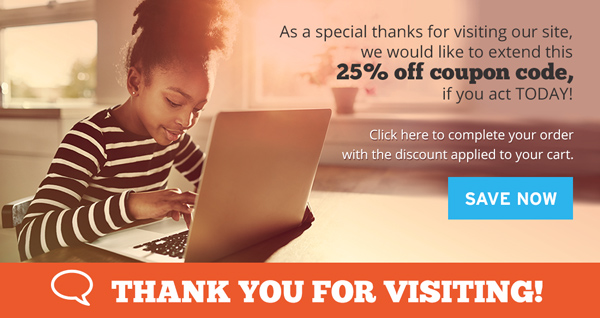 As a special thanks for visiting our site,
we would like to extend this
25% off coupon code,
if you act TODAY!
Click here to complete your order
with the discount applied to your cart.
SAVE NOW
THANK YOU FOR VISITING!